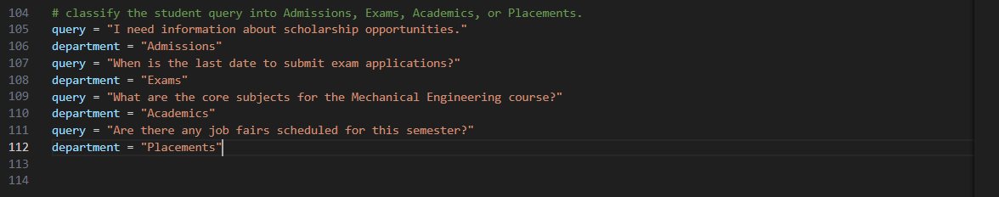 104 # classify the student query into Admissions, Exams, Academics, or Placements.
105 query = "I need information about scholarship opportunities."
106 department = "Admissions"
107 query = "When is the last date to submit exam applications?"
108 department = "Exams"
109 query = "What are the core subjects for the Mechanical Engineering course?"
110 department = "Academics"
111 query = "Are there any job fairs scheduled for this semester?"
112 department = "Placements"
113
114